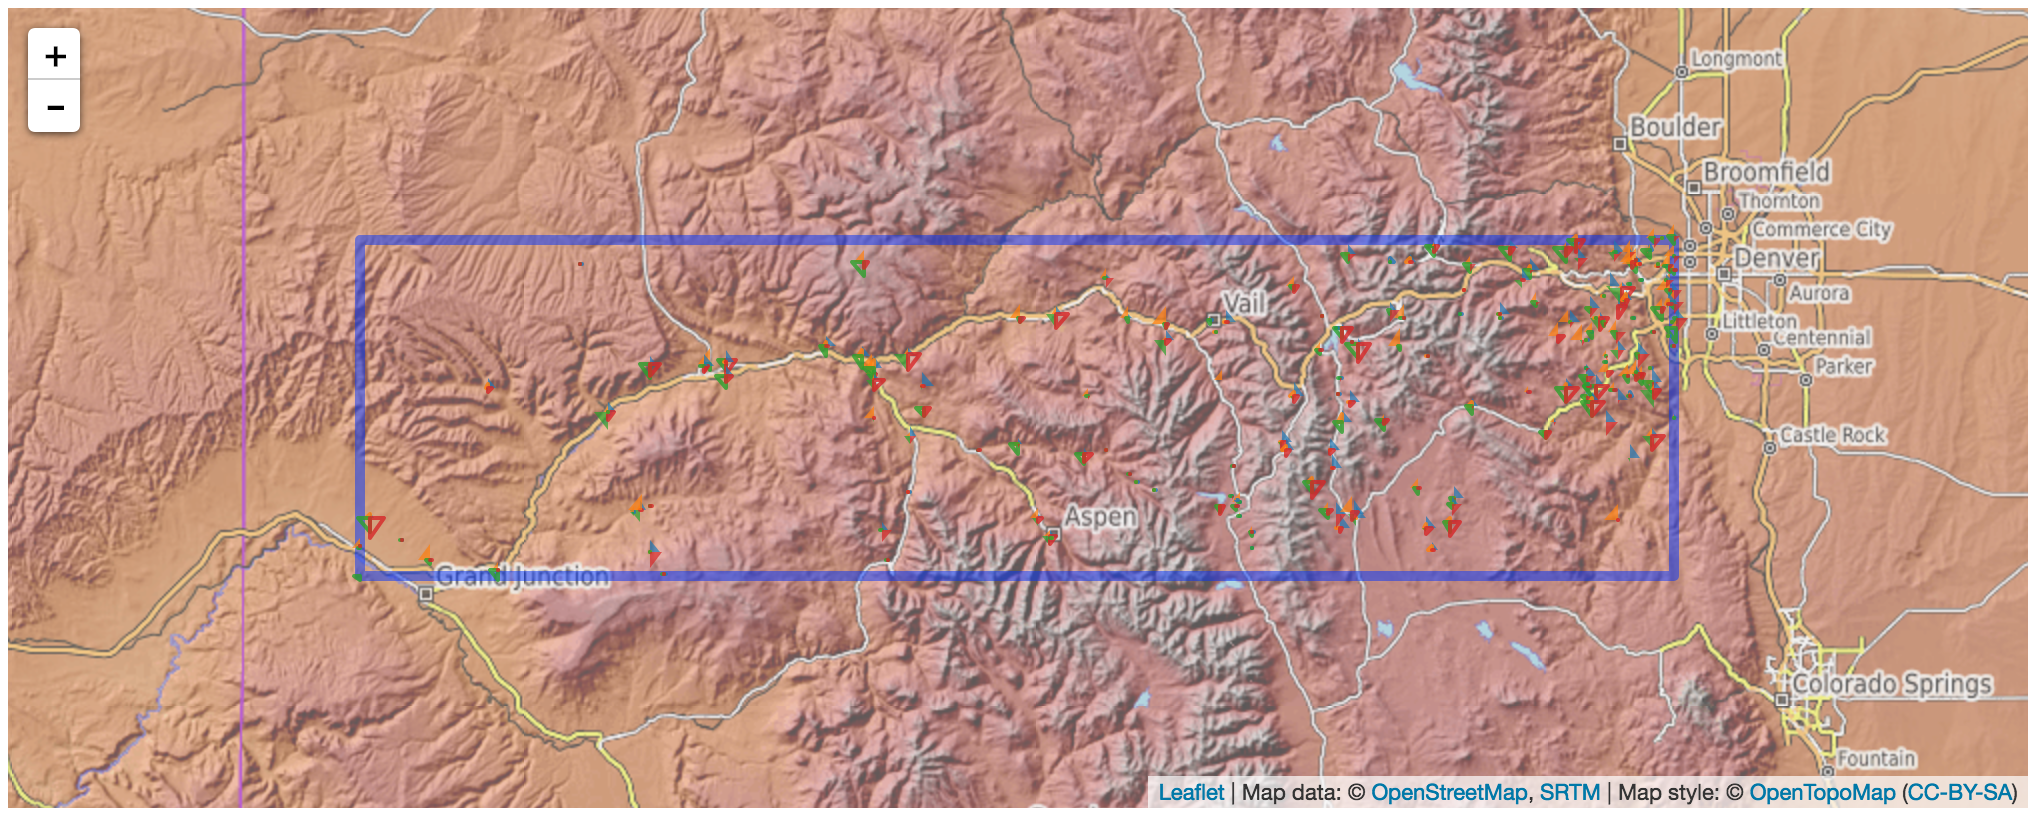 +
−
Longmont
Boulder
Broomfield
Thornton
Commerce City
Denver
Aurora
Vail
Littleton
Centennial
Parker
Castle Rock
Aspen
Grand Junction
Colorado Springs
Fountain
Leaflet | Map data: © OpenStreetMap, SRTM | Map style: © OpenTopoMap (CC-BY-SA)